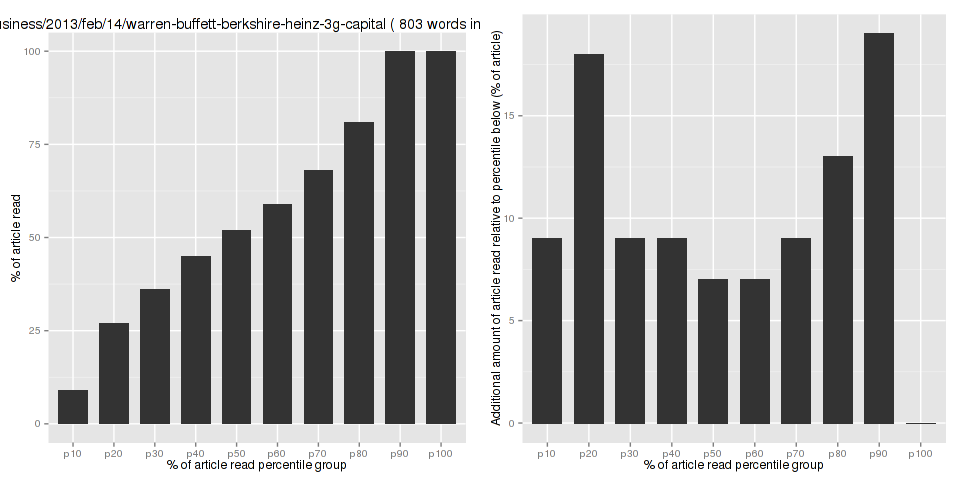 usiness/2013/feb/14/warren-buffett-berkshire-heinz-3g-capital ( 803 words in
% of article read
100
75
50
25
0
p10 p20 p30 p40 p50 p60 p70 p80 p90 p100
% of article read percentile group
Additional amount of article read relative to percentile below (% of article)
15
10
5
0
p10 p20 p30 p40 p50 p60 p70 p80 p90 p100
% of article read percentile group